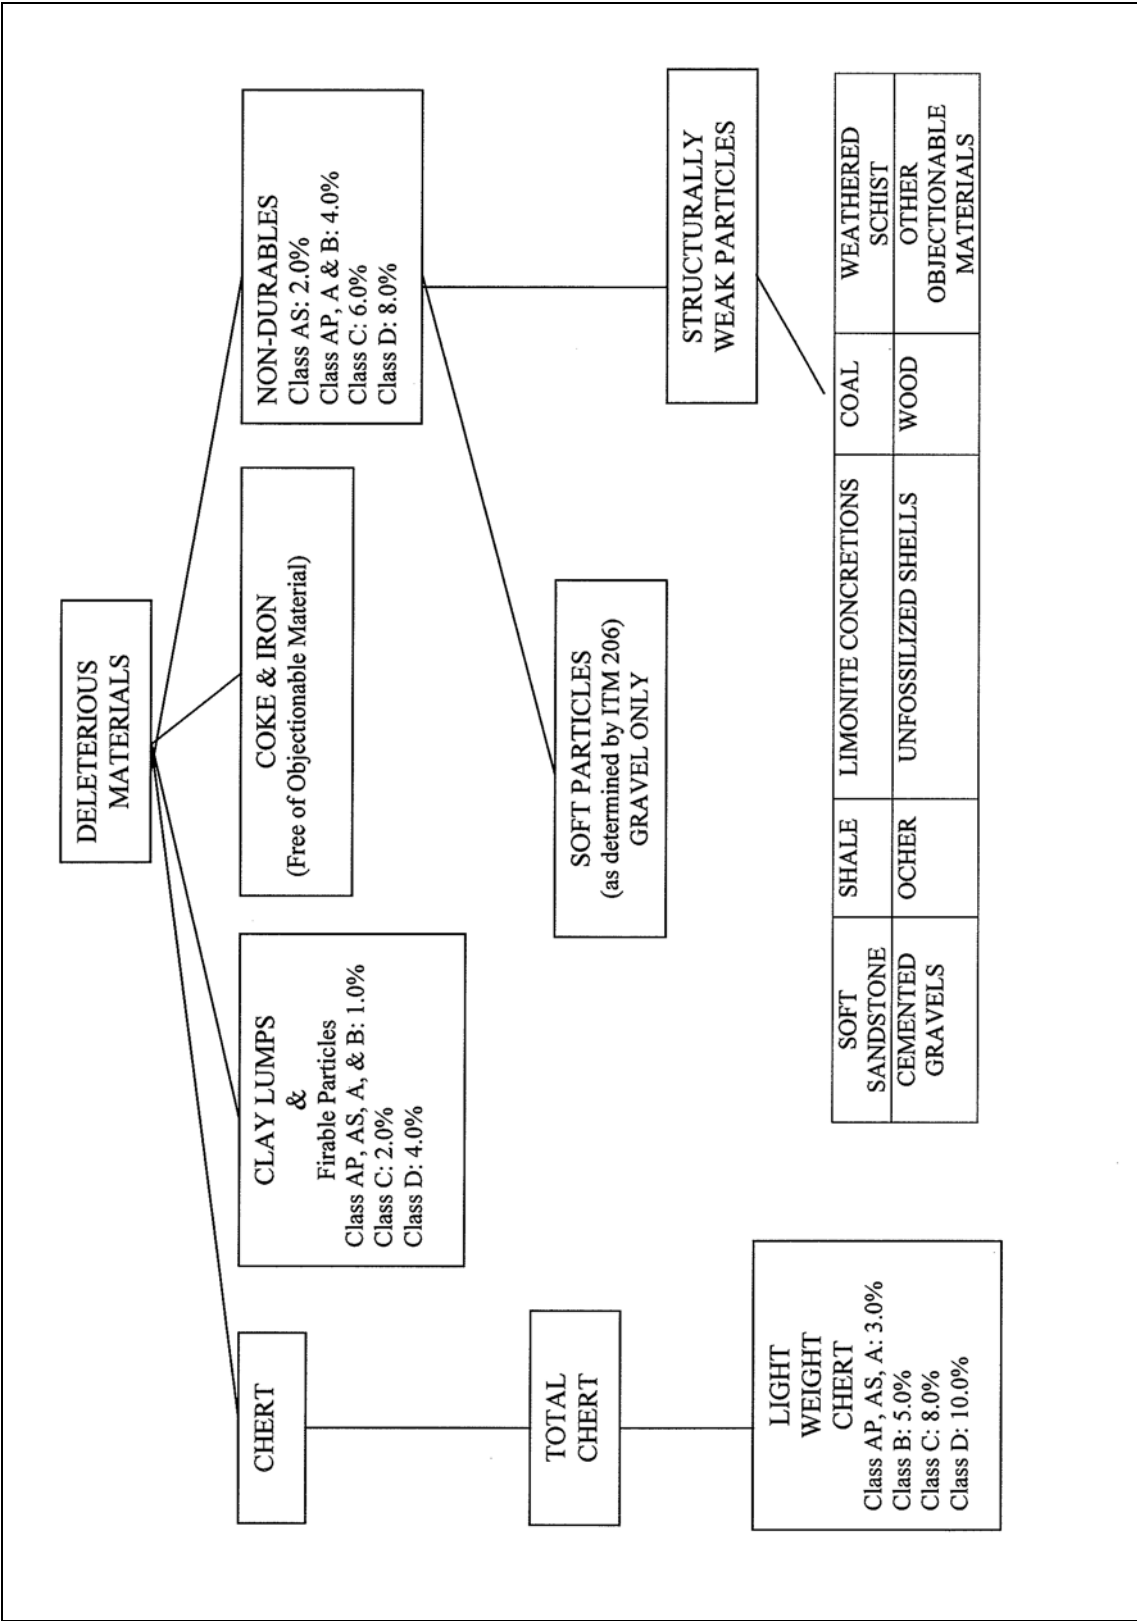 DELETERIOUS
MATERIALS
CHERT
CLAY LUMPS
&
Firable Particles
Class AP, AS, A, & B: 1.0%
Class C: 2.0%
Class D: 4.0%
COKE & IRON
(Free of Objectionable Material)
NON-DURABLES
Class AS: 2.0%
Class AP, A & B: 4.0%
Class C: 6.0%
Class D: 8.0%
TOTAL
CHERT
SOFT PARTICLES
(as determined by ITM 206)
GRAVEL ONLY
STRUCTURALLY
WEAK PARTICLES
LIGHT
WEIGHT
CHERT
Class AP, AS, A: 3.0%
Class B: 5.0%
Class C: 8.0%
Class D: 10.0%
SOFT
SANDSTONE
SHALE
LIMONITE CONCRETIONS
COAL
WEATHERED
SCHIST
CEMENTED
GRAVELS
OCHER
UNFOSSILIZED SHELLS
WOOD
OTHER
OBJECTIONABLE
MATERIALS